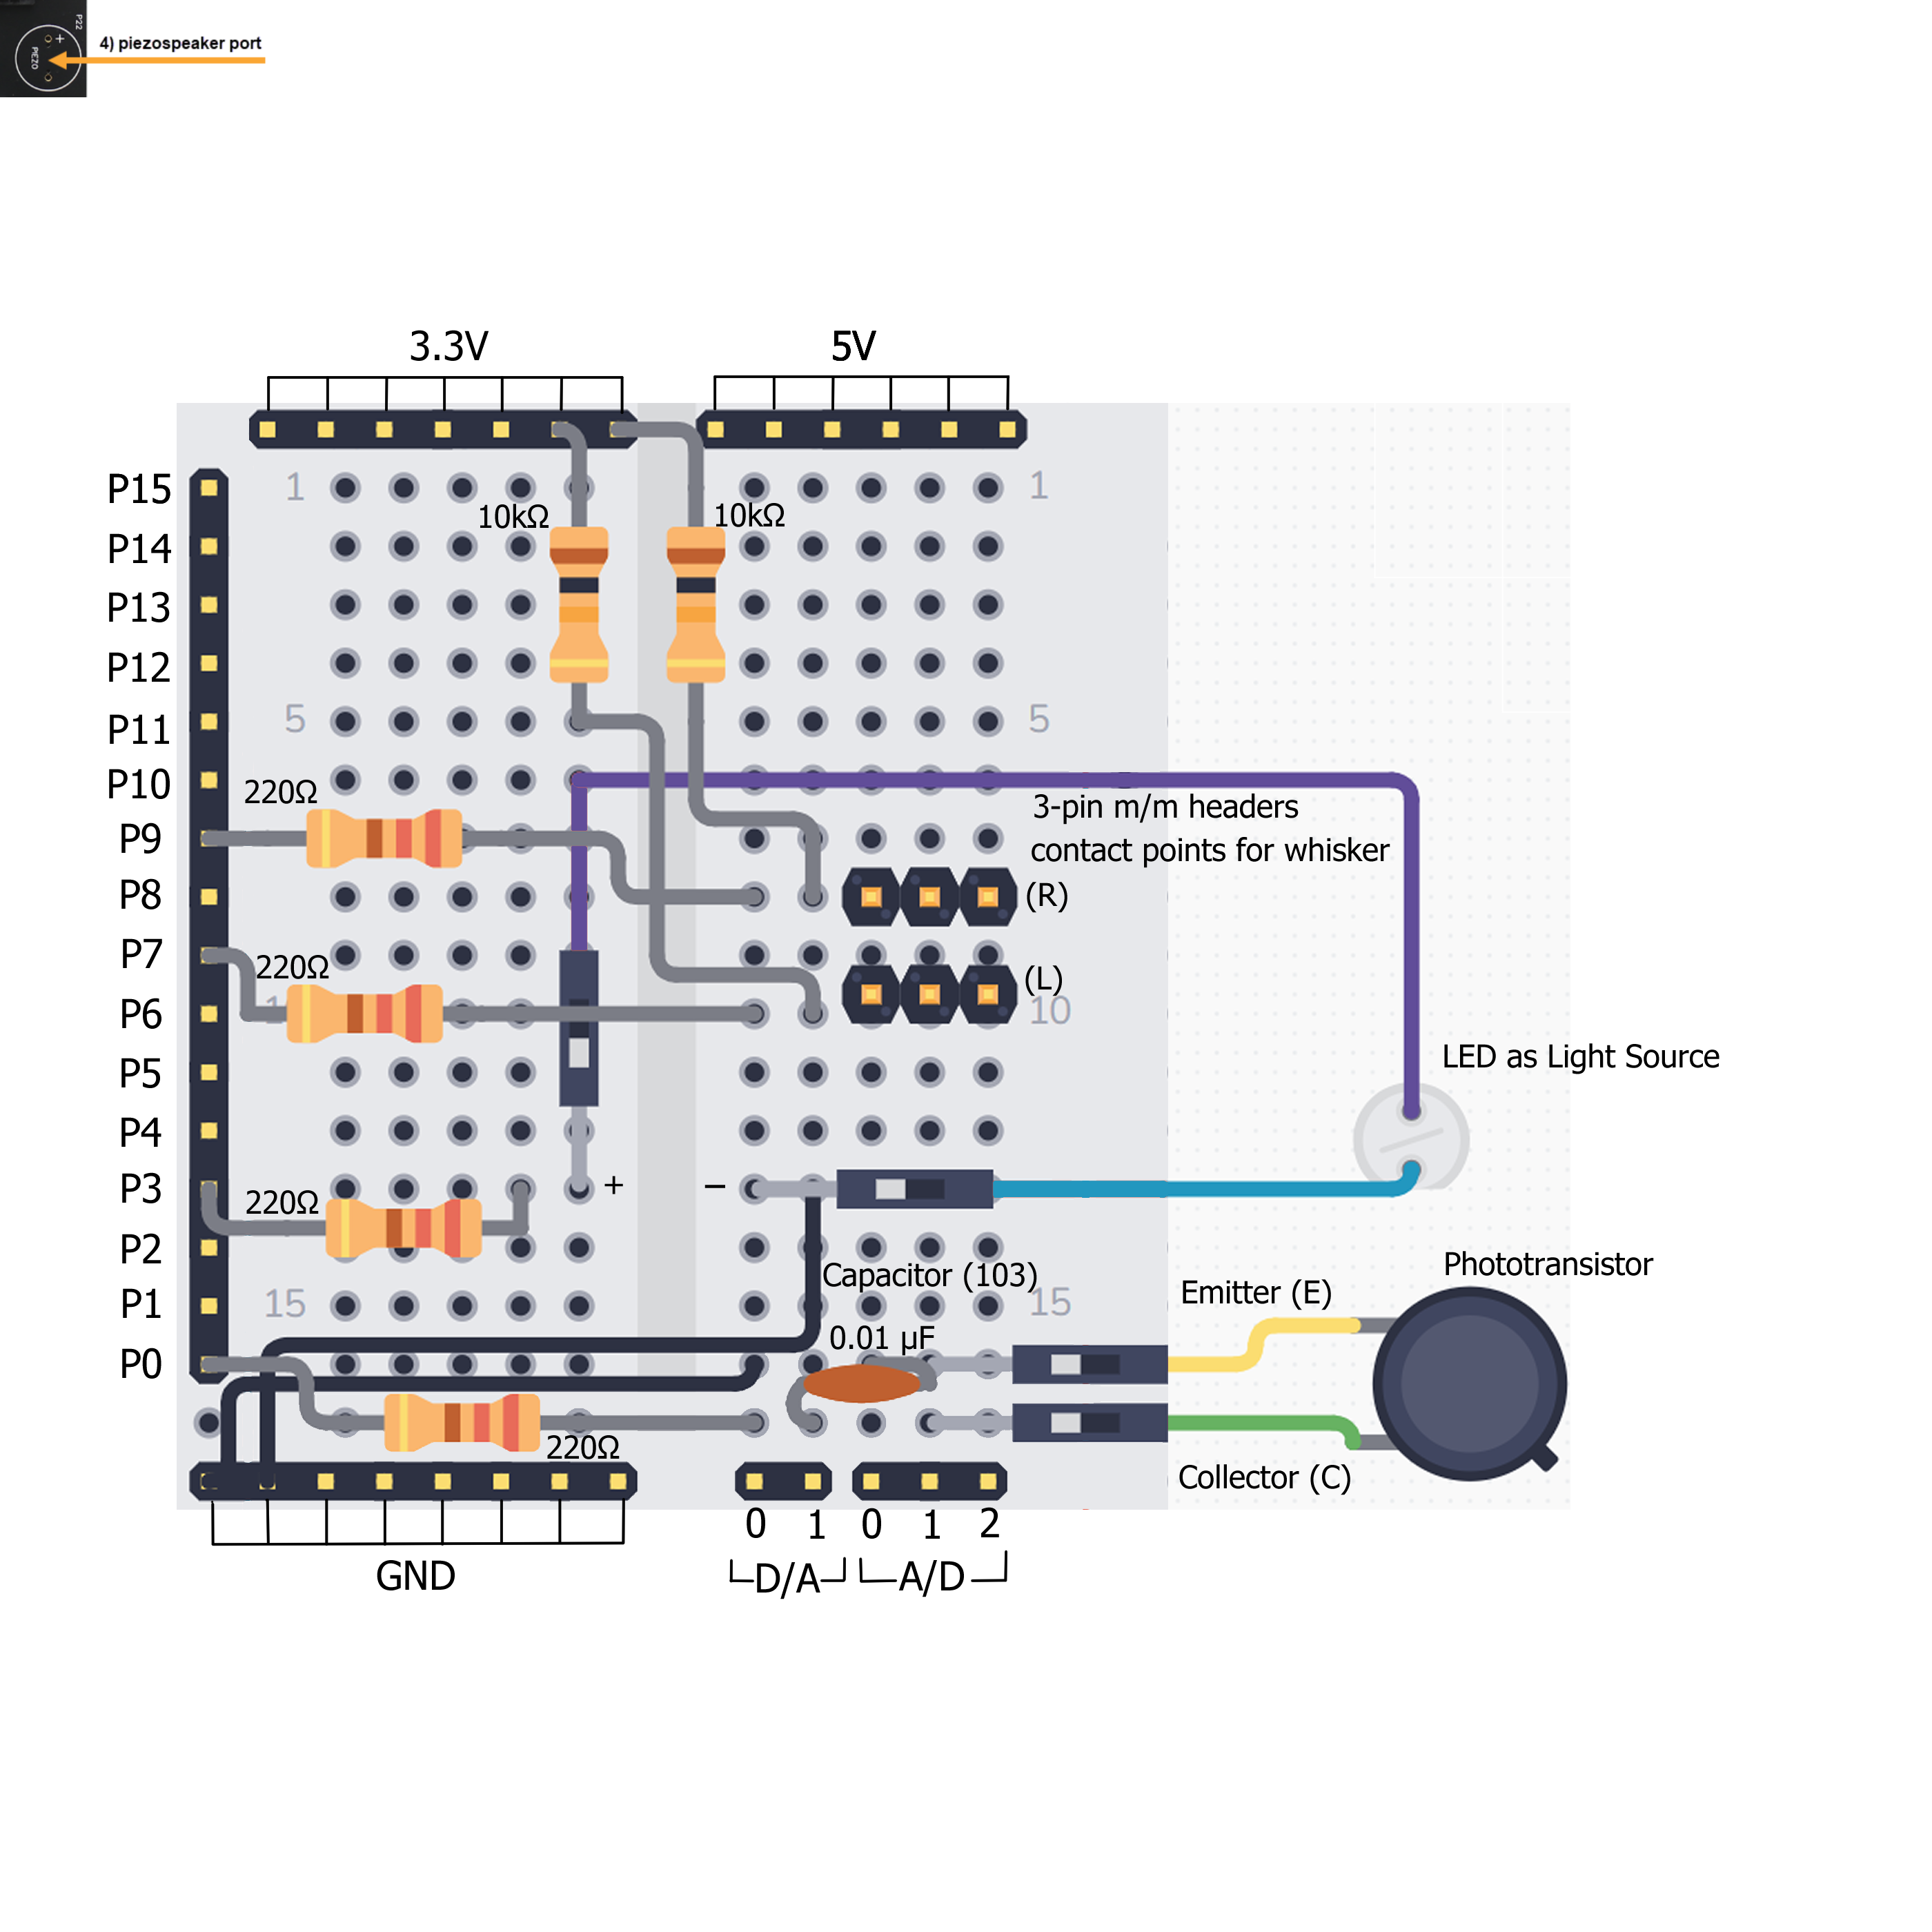 P22
+
PIEZO
4) piezospeaker port
3.3V
5V
P15
1
1
10kΩ
10kΩ
P14
P13
P12
P11
5
5
P10
220Ω
3-pin m/m headers
contact points for whisker
P9
P8
(R)
P7
220Ω
(L)
P6
1
10
LED as Light Source
P5
P4
P3
+
−
220Ω
P2
Capacitor (103)
Phototransistor
Emitter (E)
P1
15
15
0.01 µF
P0
220Ω
Collector (C)
0 1 0 1 2
GND
D/A
A/D